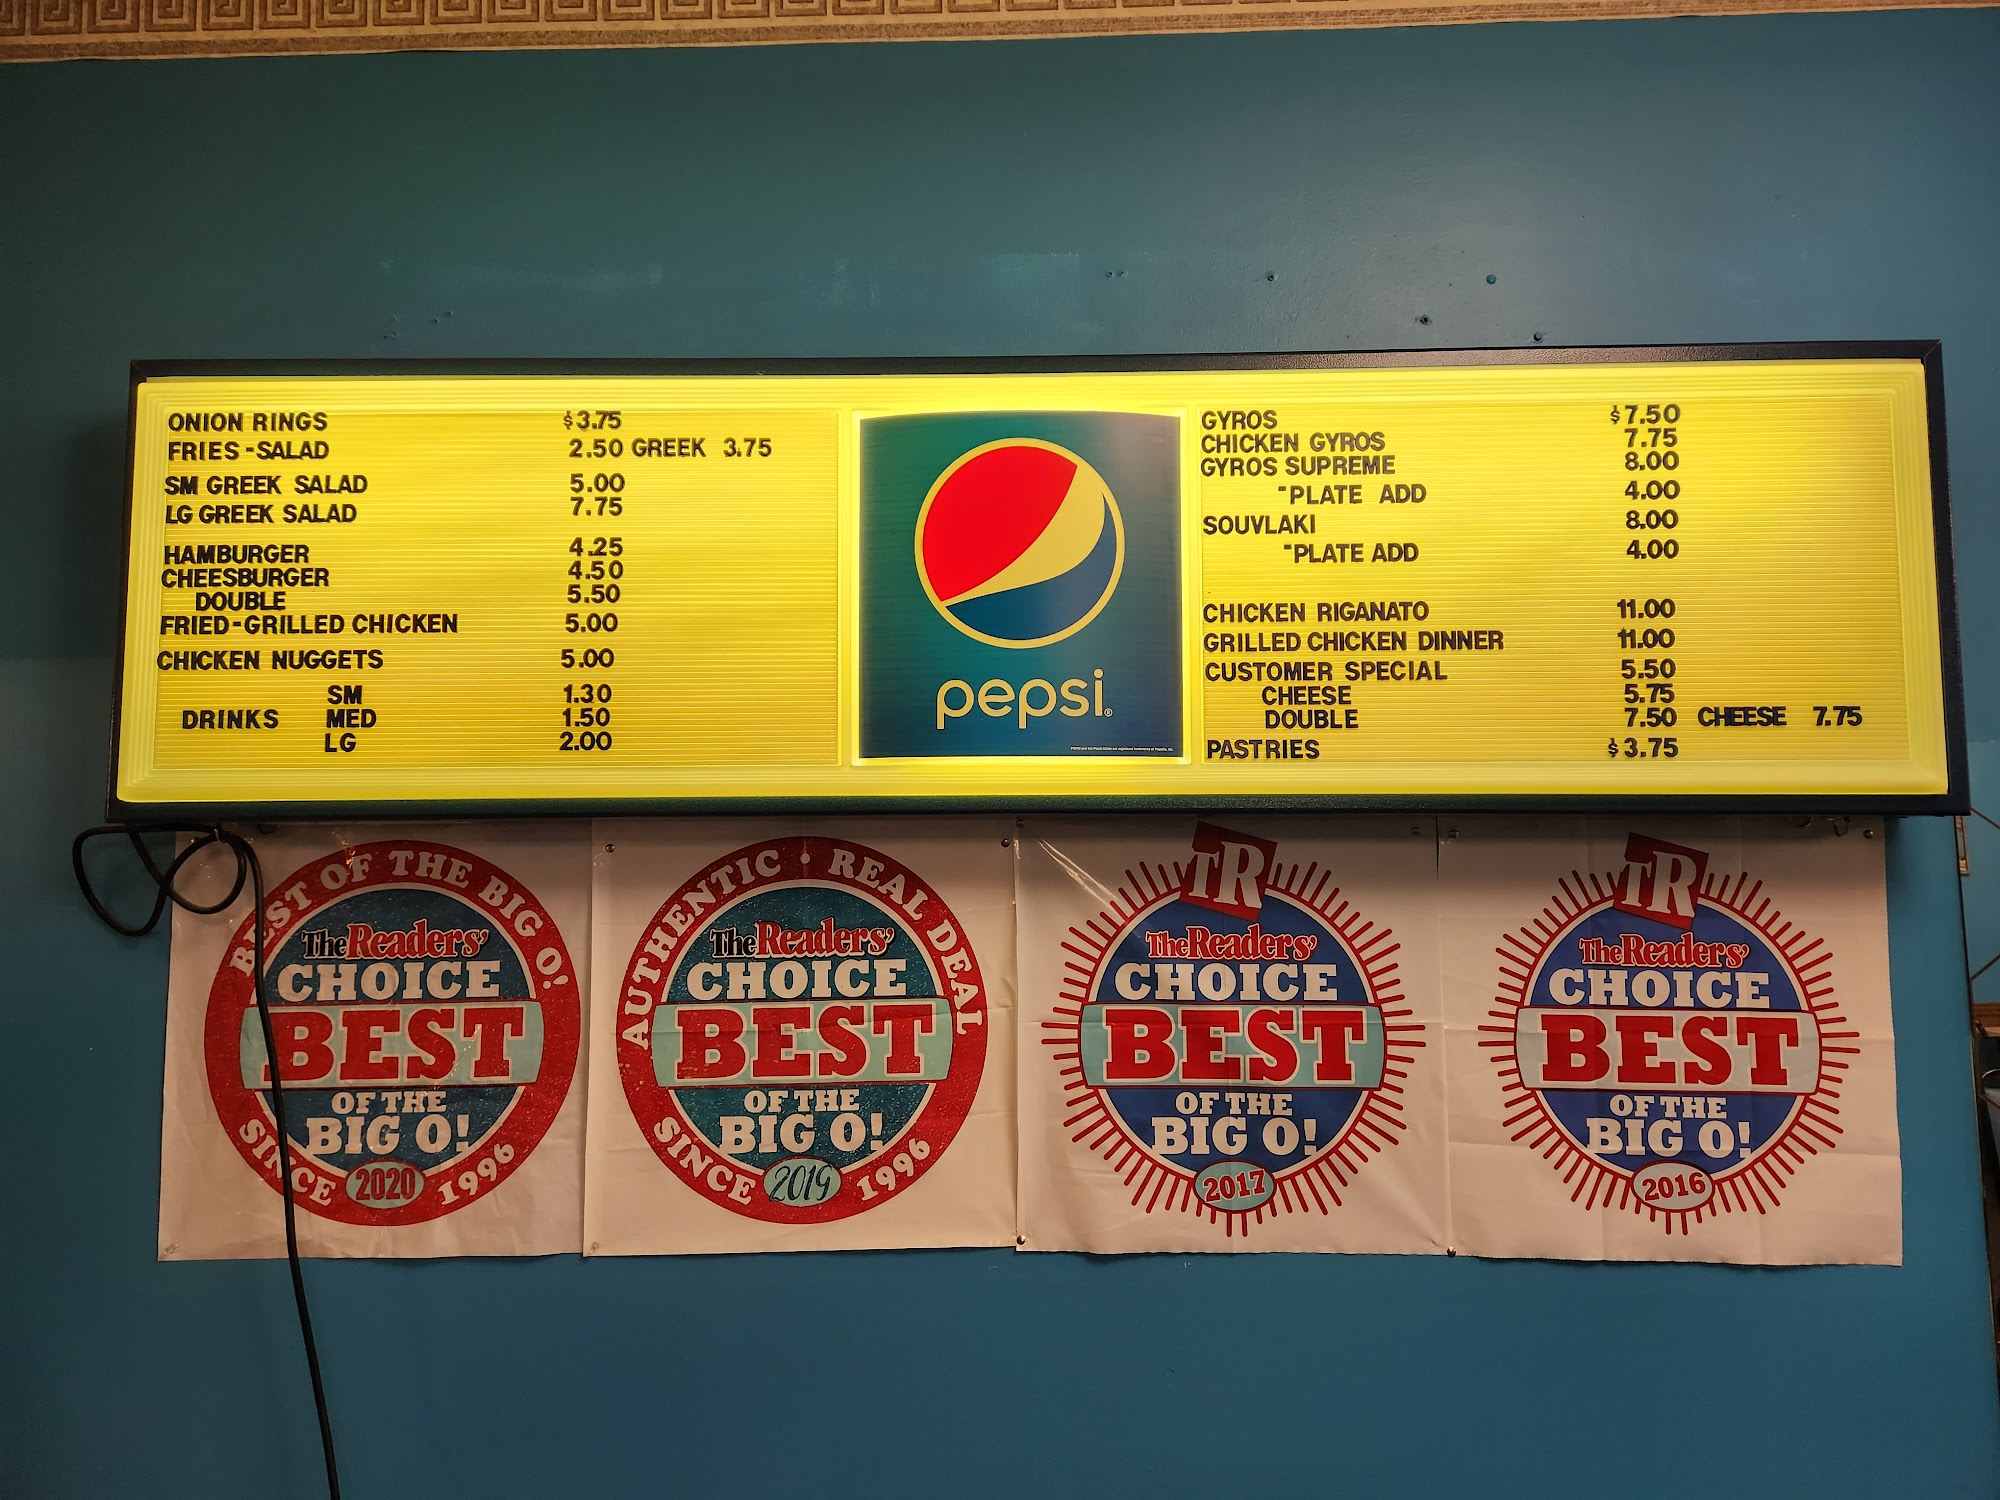 ONION RINGS $3.75
FRIES-SALAD 2.50 GREEK 3.75
SM GREEK SALAD 5.00
LG GREEK SALAD 7.75
HAMBURGER 4.25
CHEESBURGER 4.50
DOUBLE 5.50
FRIED-GRILLED CHICKEN 5.00
CHICKEN NUGGETS 5.00
SM 1.30
DRINKS MED 1.50
LG 2.00
pepsi®
GYROS $7.50
CHICKEN GYROS 7.75
GYROS SUPREME 8.00
-PLATE ADD 4.00
SOUVLAKI 8.00
-PLATE ADD 4.00
CHICKEN RIGANATO 11.00
GRILLED CHICKEN DINNER 11.00
CUSTOMER SPECIAL 5.50
CHEESE 5.75
DOUBLE 7.50 CHEESE 7.75
PASTRIES $3.75
BEST OF THE BIG O!
The Readers'
CHOICE
BEST
OF THE
BIG O!
2020
SINCE 1996
AUTHENTIC • REAL DEAL
The Readers'
CHOICE
BEST
OF THE
BIG O!
2019
SINCE 1996
TR
The Readers'
CHOICE
BEST
OF THE
BIG O!
2017
TR
The Readers'
CHOICE
BEST
OF THE
BIG O!
2016